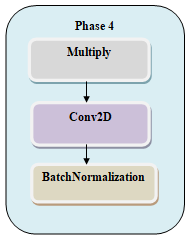 Phase 4
Multiply
Conv2D
BatchNormalization